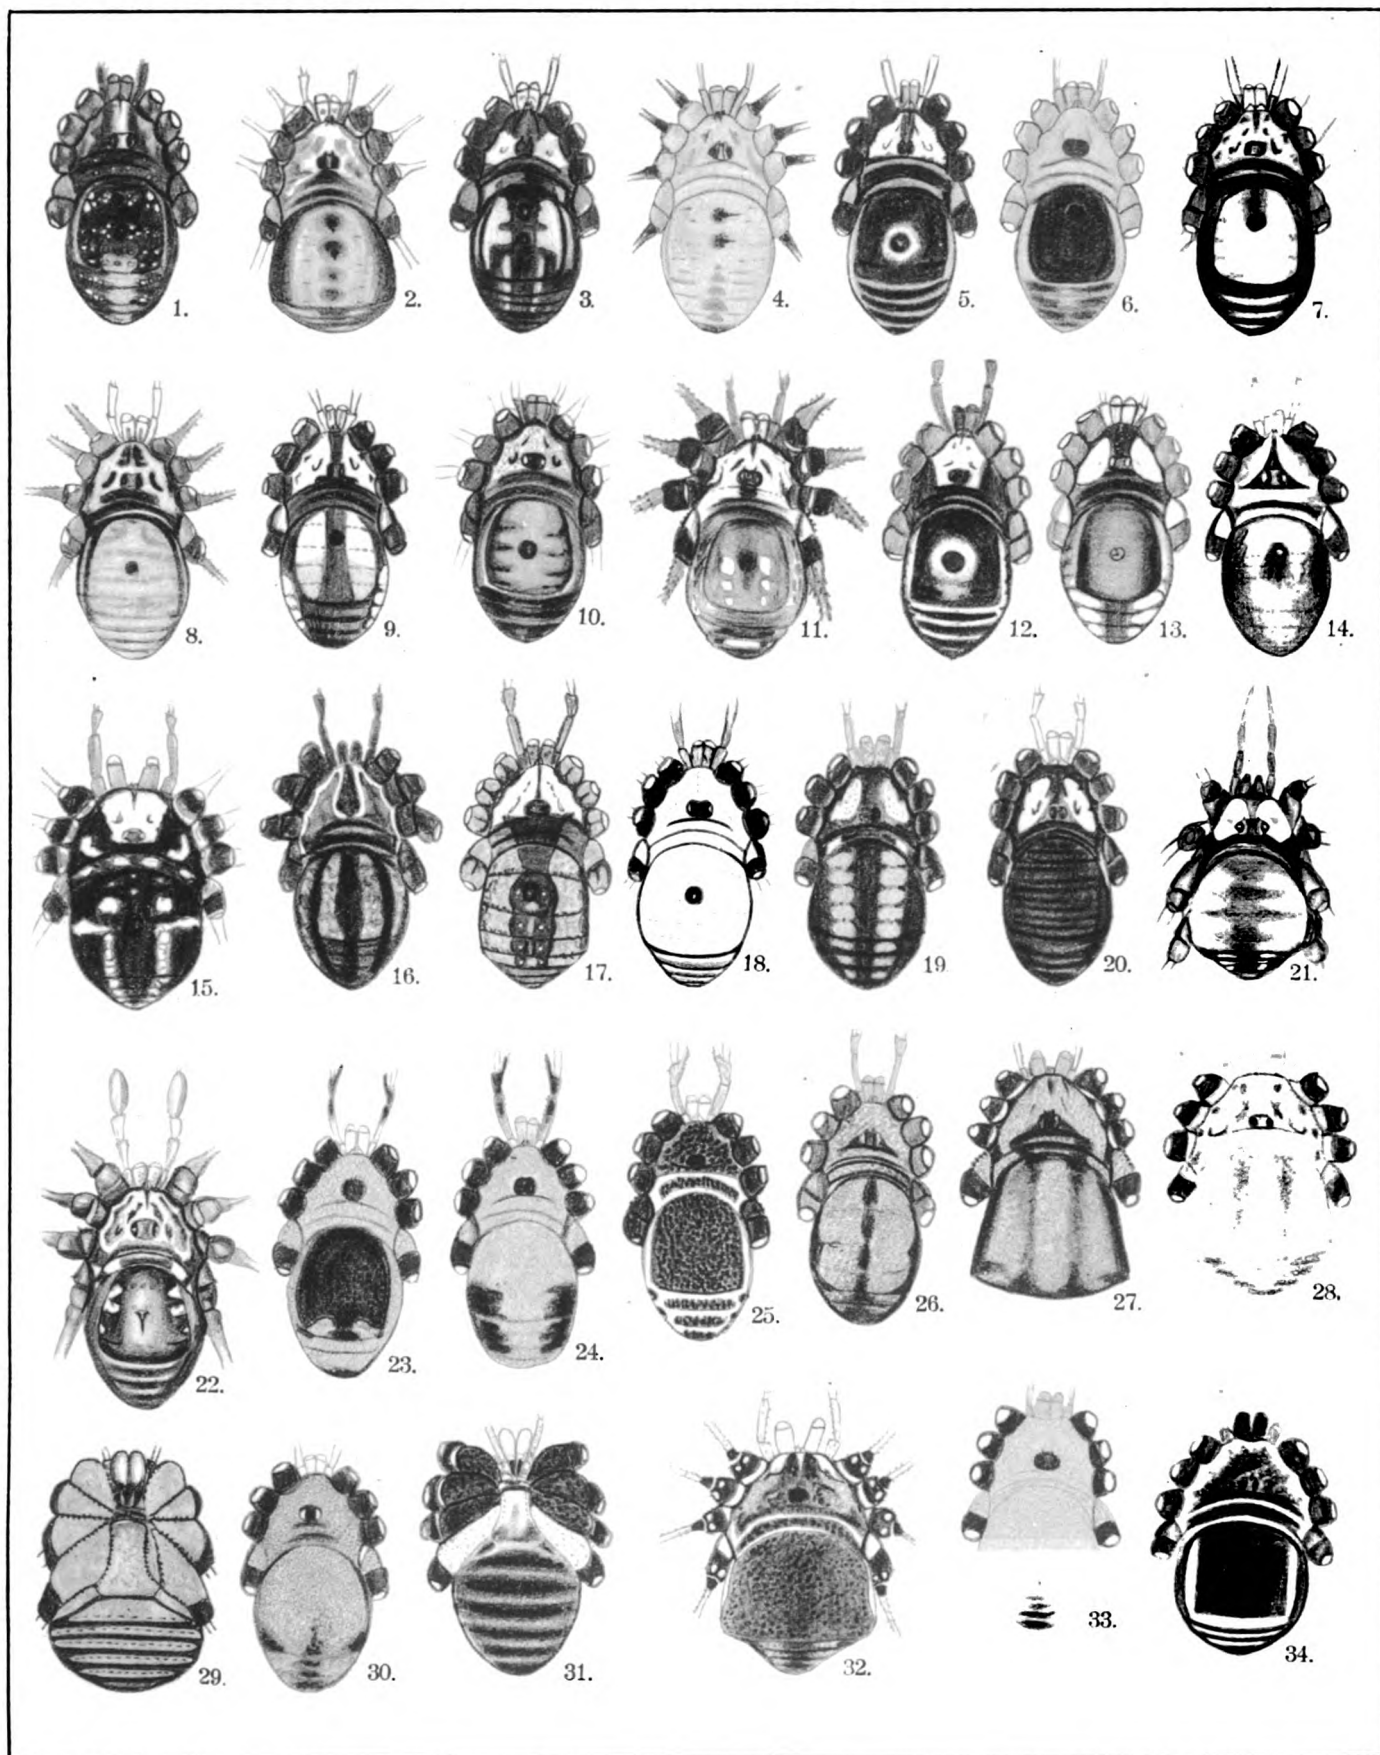 1. 2. 3. 4. 5. 6. 7.
8. 9. 10. 11. 12. 13. 14.
15. 16. 17. 18. 19. 20. 21.
22. 23. 24. 25. 26. 27. 28.
29. 30. 31. 32. 33. 34.